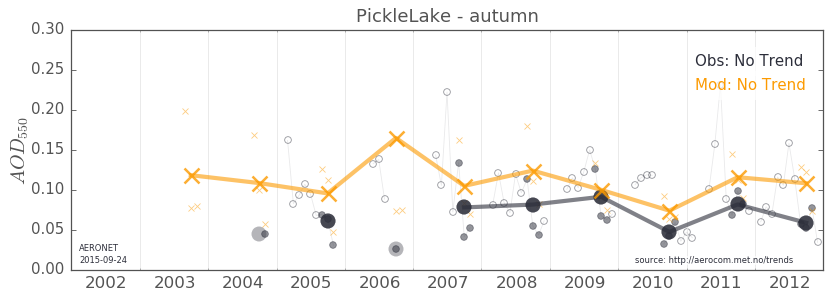 PickleLake - autumn
0.30
0.25
0.20
0.15
0.10
0.05
0.00
AOD550
Obs: No Trend
Mod: No Trend
AERONET
2015-09-24
source: http://aerocom.met.no/trends
2002 2003 2004 2005 2006 2007 2008 2009 2010 2011 2012